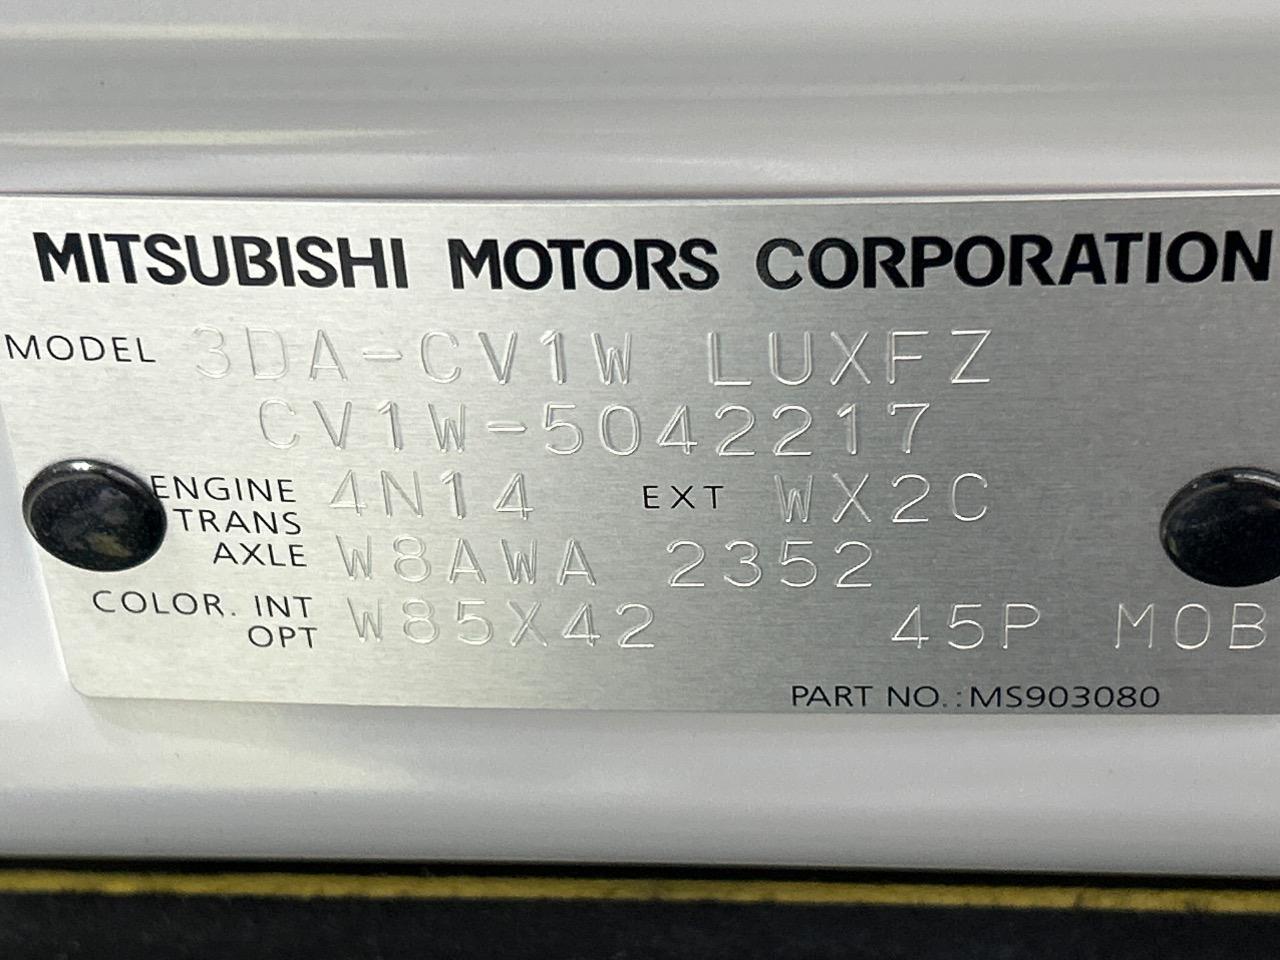 MITSUBISHI MOTORS CORPORATION
MODEL 3DA-CV1W LUXFZ
CV1W-5042217
ENGINE 4N14 EXT WX2C
TRANS
AXLE W8AWA 2352
COLOR. INT
OPT W85X42 45P M0B
PART NO.:MS903080